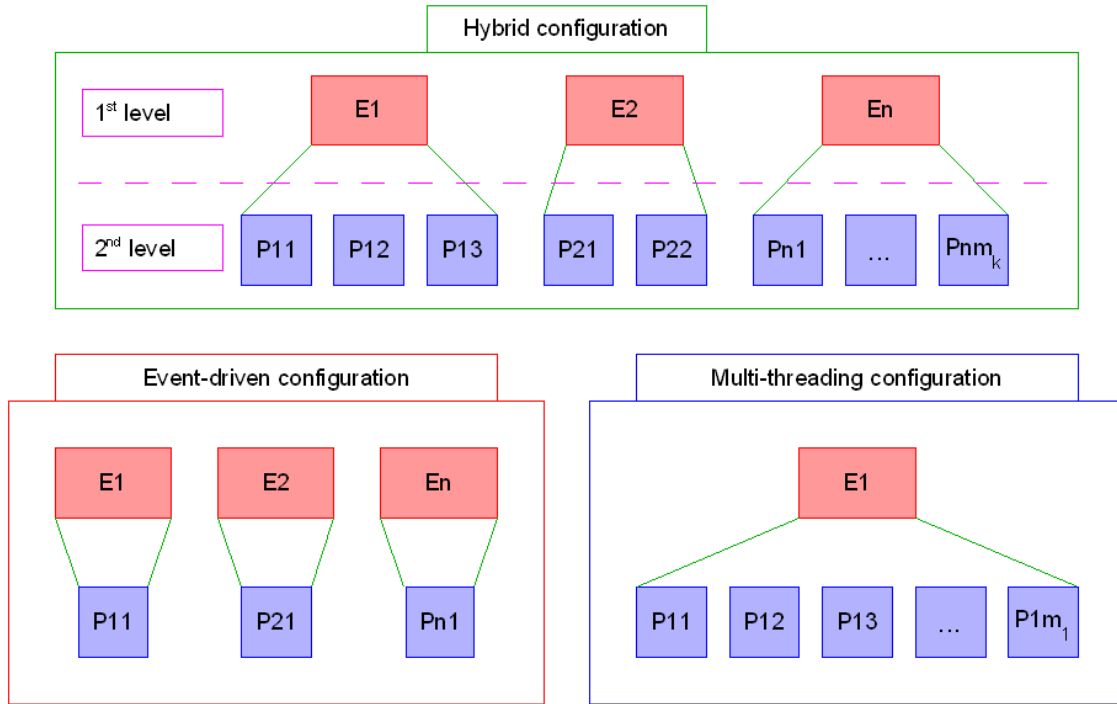 Hybrid configuration
1st level
E1 E2 En
2nd level
P11 P12 P13 P21 P22 Pn1 ... Pnmk
Event-driven configuration
E1 E2 En
P11 P21 Pn1
Multi-threading configuration
E1
P11 P12 P13 ... P1m1